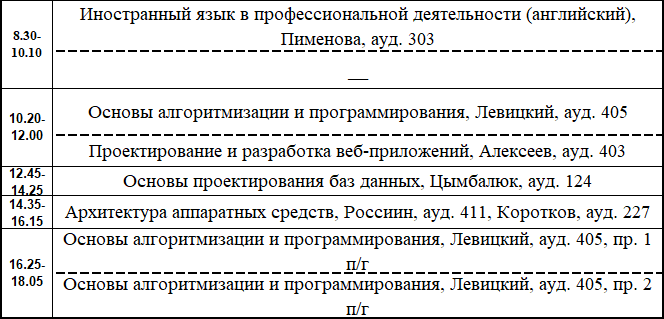 8.30-
10.10
Иностранный язык в профессиональной деятельности (английский),
Пименова, ауд. 303
—
10.20-
12.00
Основы алгоритмизации и программирования, Левицкий, ауд. 405
Проектирование и разработка веб-приложений, Алексеев, ауд. 403
12.45-
14.25
Основы проектирования баз данных, Цымбалюк, ауд. 124
14.35-
16.15
Архитектура аппаратных средств, Россиин, ауд. 411, Коротков, ауд. 227
16.25-
18.05
Основы алгоритмизации и программирования, Левицкий, ауд. 405, пр. 1
п/г
Основы алгоритмизации и программирования, Левицкий, ауд. 405, пр. 2
п/г